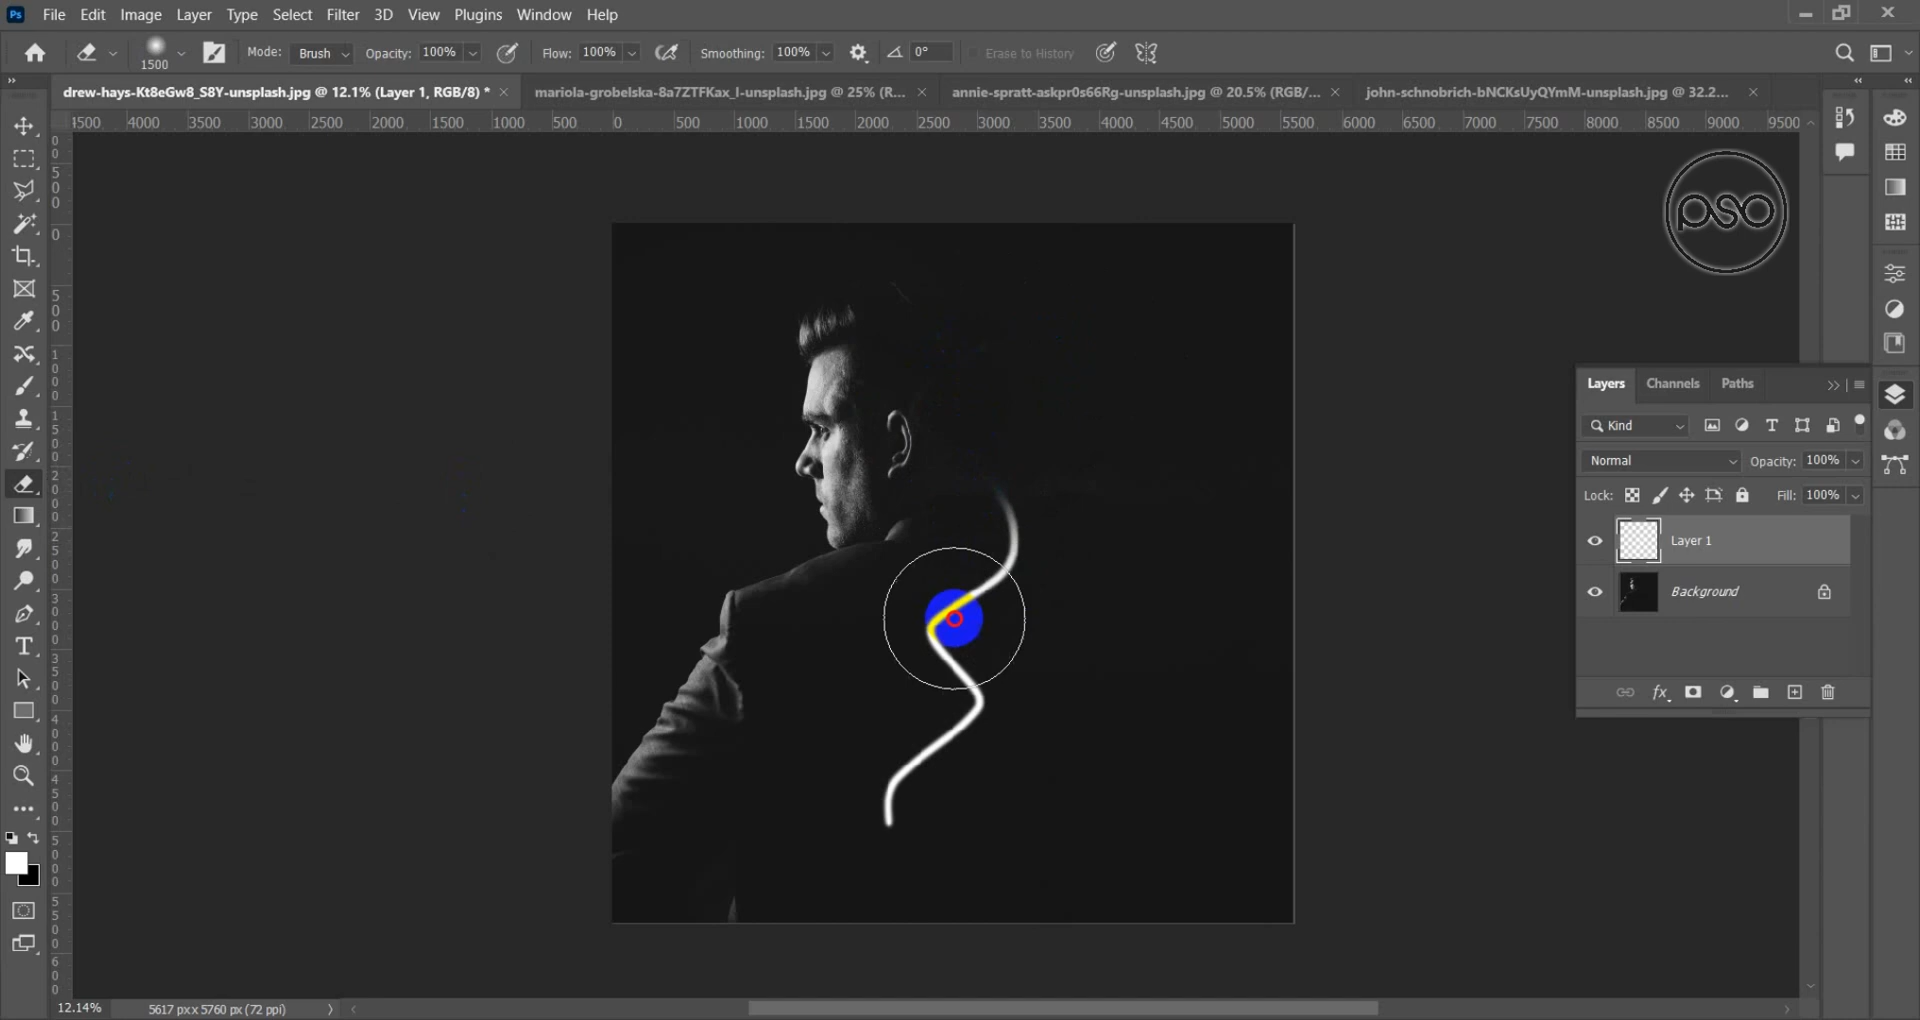 Ps File Edit Image Layer Type Select Filter 3D View Plugins Window Help
1500 Mode: Brush Opacity: 100% Flow: 100% Smoothing: 100% 0° Erase to History
drew-hays-Kt8eGw8_S8Y-unsplash.jpg @ 12.1% (Layer 1, RGB/8) * mariola-grobelska-8a7ZTFKax_I-unsplash.jpg @ 25% (R... annie-spratt-askpr0s66Rg-unsplash.jpg @ 20.5% (RGB/... john-schnobrich-bNCKsUyQYmM-unsplash.jpg @ 32.2...
4500 4000 3500 3000 2500 2000 1500 1000 500 0 500 1000 1500 2000 2500 3000 3500 4000 4500 5000 5500 6000 6500 7000 7500 8000 8500 9000 9500
pso
Layers Channels Paths
Kind
Normal Opacity: 100%
Lock: Fill: 100%
Layer 1
Background
12.14% 5617 px x 5760 px (72 ppi)